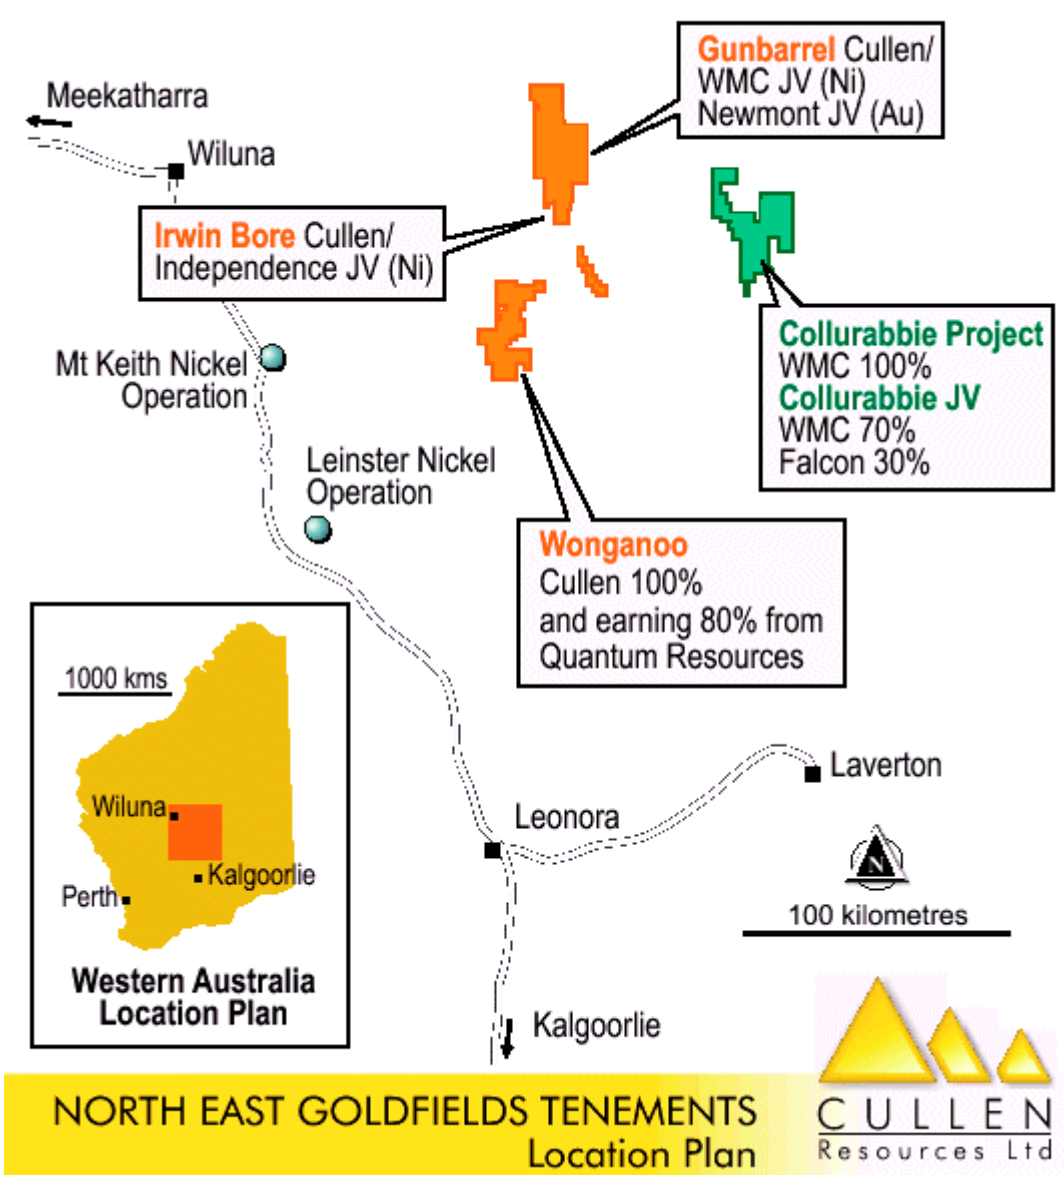 Gunbarrel Cullen/
WMC JV (Ni)
Newmont JV (Au)
Meekatharra
Wiluna
Irwin Bore Cullen/
Independence JV (Ni)
Collurabbie Project
WMC 100%
Collurabbie JV
WMC 70%
Falcon 30%
Mt Keith Nickel
Operation
Leinster Nickel
Operation
Wonganoo
Cullen 100%
and earning 80% from
Quantum Resources
1000 kms
Wiluna
Kalgoorlie
Perth
Western Australia
Location Plan
Laverton
Leonora
N
100 kilometres
Kalgoorlie
NORTH EAST GOLDFIELDS TENEMENTS
Location Plan
CULLEN
Resources Ltd